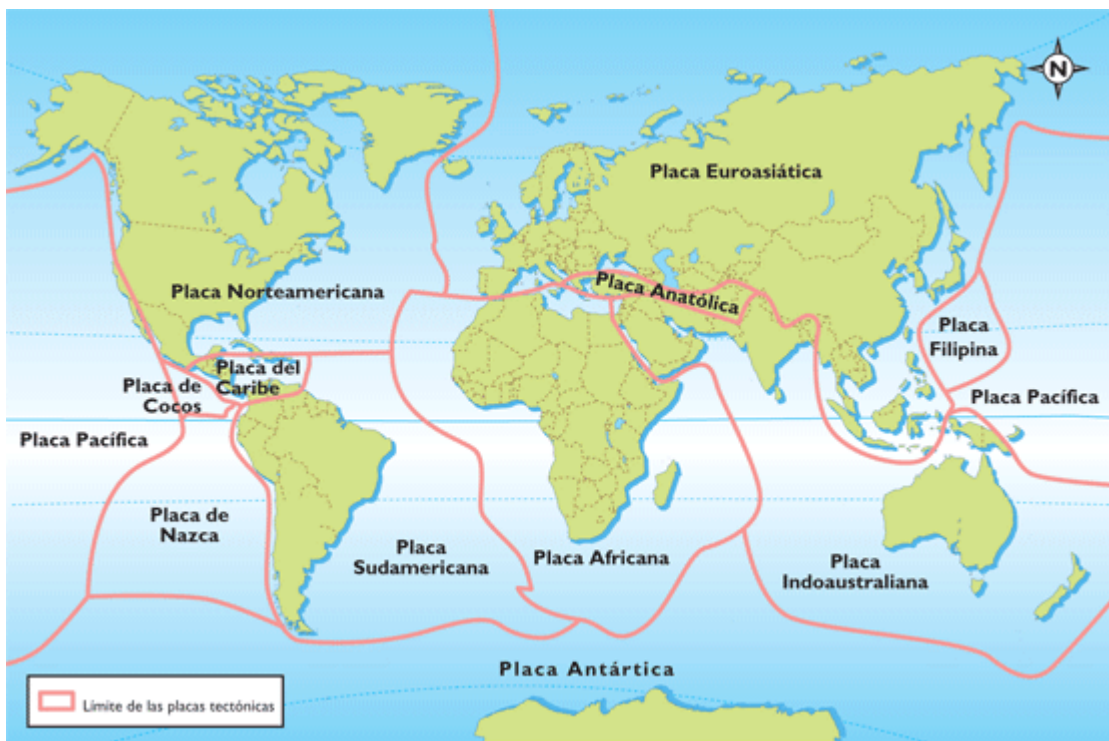 N
Placa Euroasiática
Placa Norteamericana
Placa Anatólica
Placa
Filipina
Placa del
Caribe
Placa de
Cocos
Placa Pacífica
Placa Pacífica
Placa de
Nazca
Placa
Sudamericana
Placa Africana
Placa
Indoaustraliana
Placa Antártica
Límite de las placas tectónicas